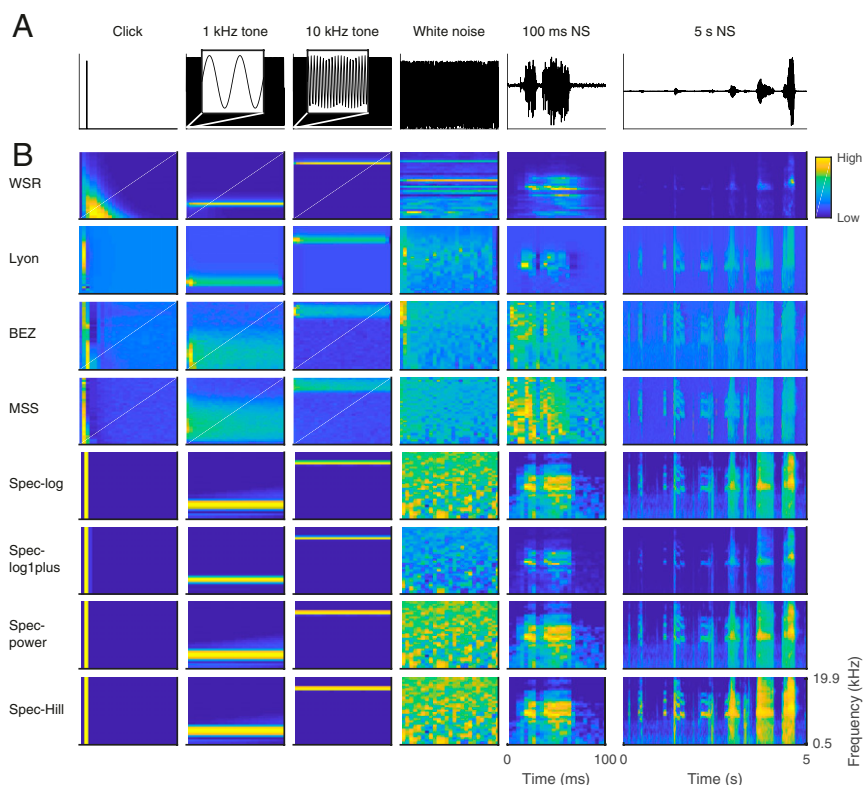 A
Click
1 kHz tone
10 kHz tone
White noise
100 ms NS
5 s NS
B
WSR
High
Low
Lyon
BEZ
MSS
Spec-log
Spec-
log1plus
Spec-
power
Spec-Hill
19.9
0.5
Frequency (kHz)
0
100
0
5
Time (ms)
Time (s)